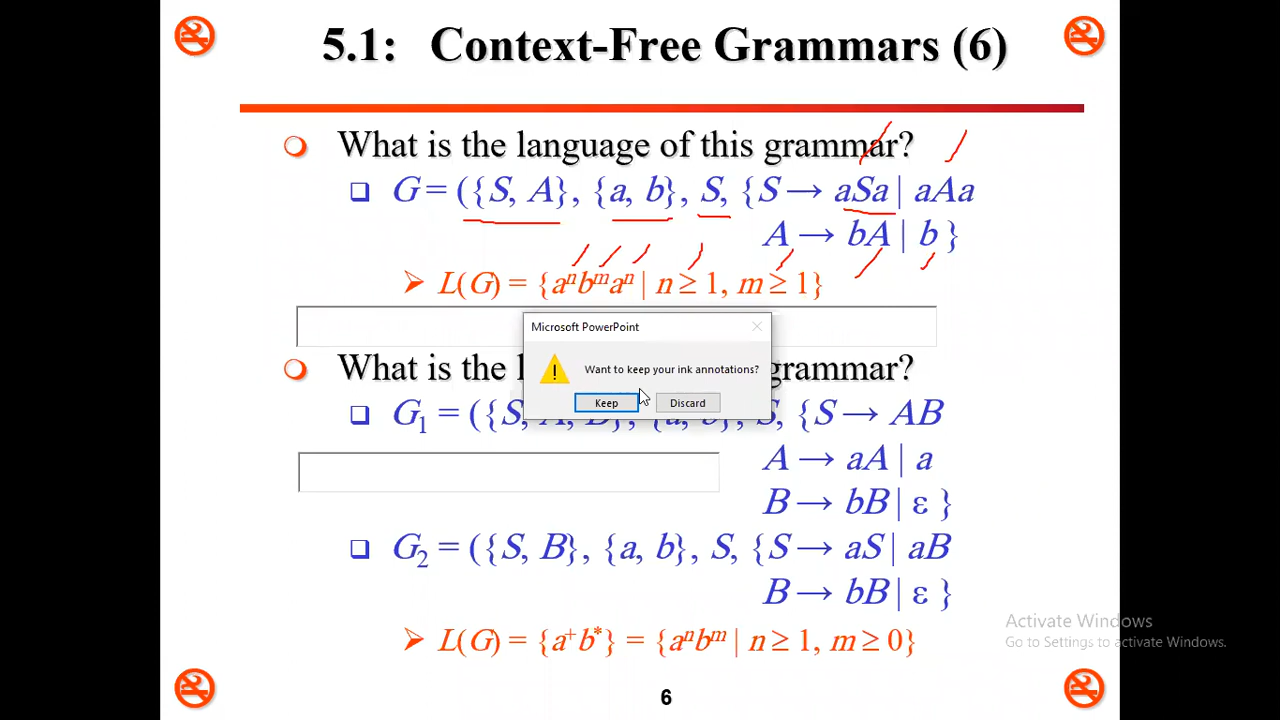 5.1: Context-Free Grammars (6)
What is the language of this grammar?
G = ({S, A}, {a, b}, S, {S → aSa | aAa
A → bA | b }
L(G) = {aⁿbᵐaⁿ | n ≥ 1, m ≥ 1}
Microsoft PowerPoint
Want to keep your ink annotations?
Keep Discard
What is the l grammar?
G₁ = ({S, A, B}, {a, b}, S, {S → AB
A → aA | a
B → bB | ε }
G₂ = ({S, B}, {a, b}, S, {S → aS | aB
B → bB | ε }
L(G) = {a⁺b*} = {aⁿbᵐ | n ≥ 1, m ≥ 0}
Activate Windows
Go to Settings to activate Windows.
6